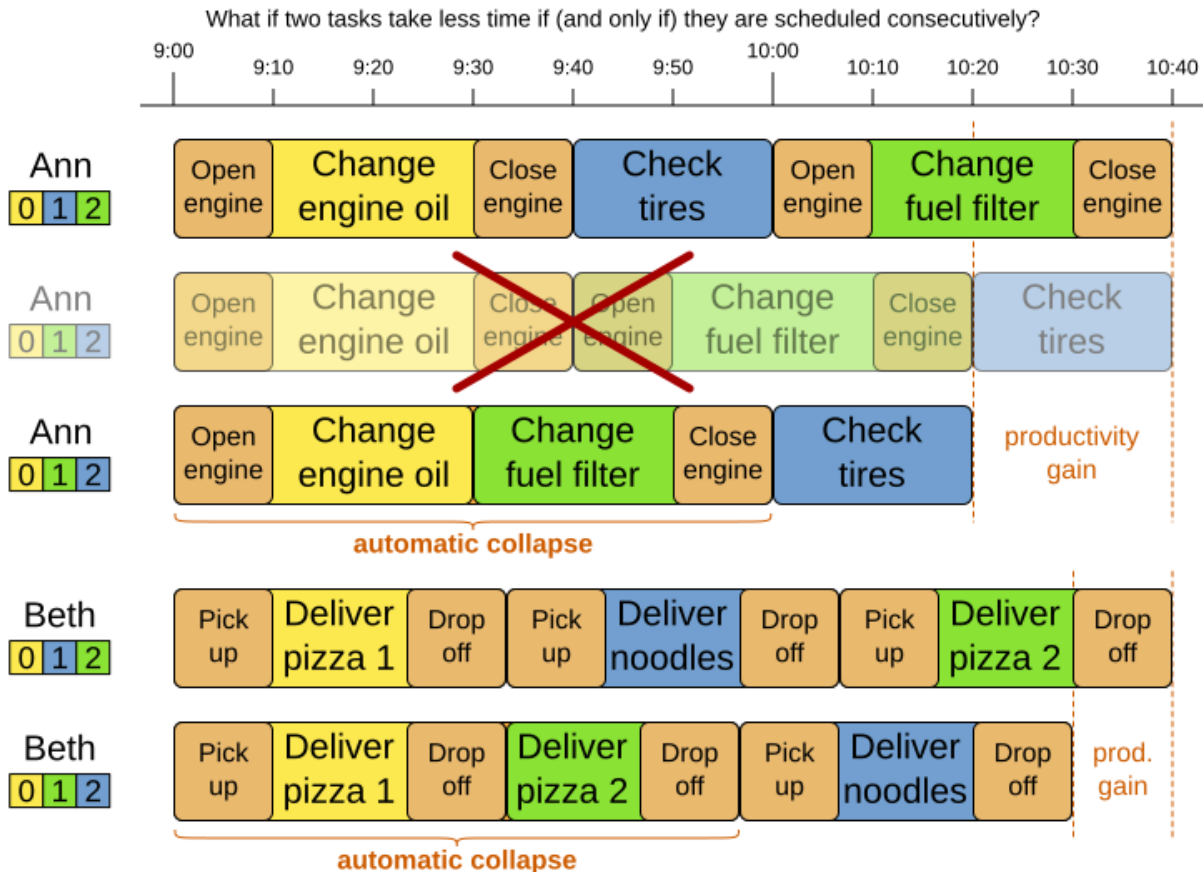 What if two tasks take less time if (and only if) they are scheduled consecutively?
9:00
10:00
9:10
9:20
9:30
9:40
9:50
10:10
10:20
10:30
10:40
Ann
0 1 2
Open
engine
Change
engine oil
Close
engine
Check
tires
Open
engine
Change
fuel filter
Close
engine
Ann
0 1 2
Open
engine
Change
engine oil
Close
engine
Open
engine
Change
fuel filter
Close
engine
Check
tires
Ann
0 1 2
Open
engine
Change
engine oil
Change
fuel filter
Close
engine
Check
tires
productivity
gain
automatic collapse
Beth
0 1 2
Pick
up
Deliver
pizza 1
Drop
off
Pick
up
Deliver
noodles
Drop
off
Pick
up
Deliver
pizza 2
Drop
off
Beth
0 1 2
Pick
up
Deliver
pizza 1
Drop
off
Deliver
pizza 2
Drop
off
Pick
up
Deliver
noodles
Drop
off
prod.
gain
automatic collapse